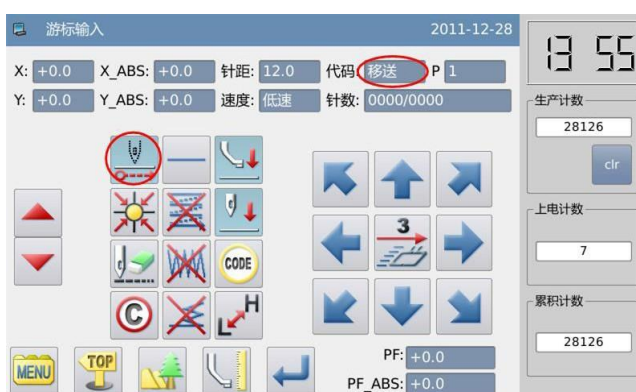 游标输入 2011-12-28
13 55
X: +0.0 X_ABS: +0.0 针距: 12.0 代码: 移送 P 1
Y: +0.0 Y_ABS: +0.0 速度: 低速 针数: 0000/0000
生产计数
28126
clr
上电计数
7
累积计数
28126
3
CODE
C
L H
MENU
TOP
PF: +0.0
PF_ABS: +0.0